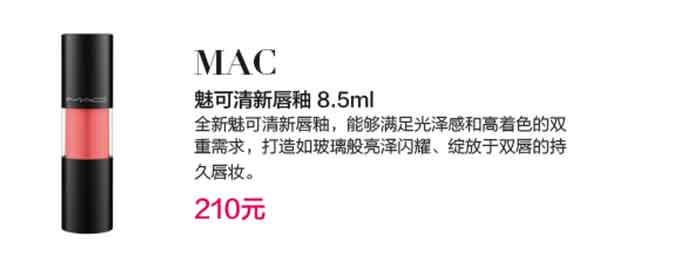 MAC
MAC
魅可清新唇釉 8.5ml
全新魅可清新唇釉，能够满足光泽感和高着色的双
重需求，打造如玻璃般亮泽闪耀、绽放于双唇的持
久唇妆。
210元